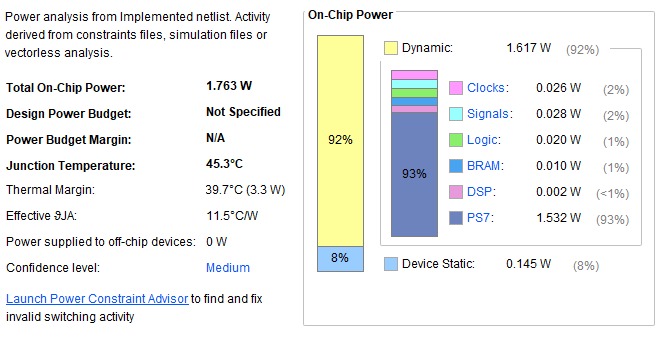 Power analysis from Implemented netlist. Activity
derived from constraints files, simulation files or
vectorless analysis.
Total On-Chip Power: 1.763 W
Design Power Budget: Not Specified
Power Budget Margin: N/A
Junction Temperature: 45.3°C
Thermal Margin: 39.7°C (3.3 W)
Effective ϑJA: 11.5°C/W
Power supplied to off-chip devices: 0 W
Confidence level: Medium
Launch Power Constraint Advisor to find and fix
invalid switching activity
On-Chip Power
92%
8%
Dynamic: 1.617 W (92%)
93%
Clocks: 0.026 W (2%)
Signals: 0.028 W (2%)
Logic: 0.020 W (1%)
BRAM: 0.010 W (1%)
DSP: 0.002 W (<1%)
PS7: 1.532 W (93%)
Device Static: 0.145 W (8%)